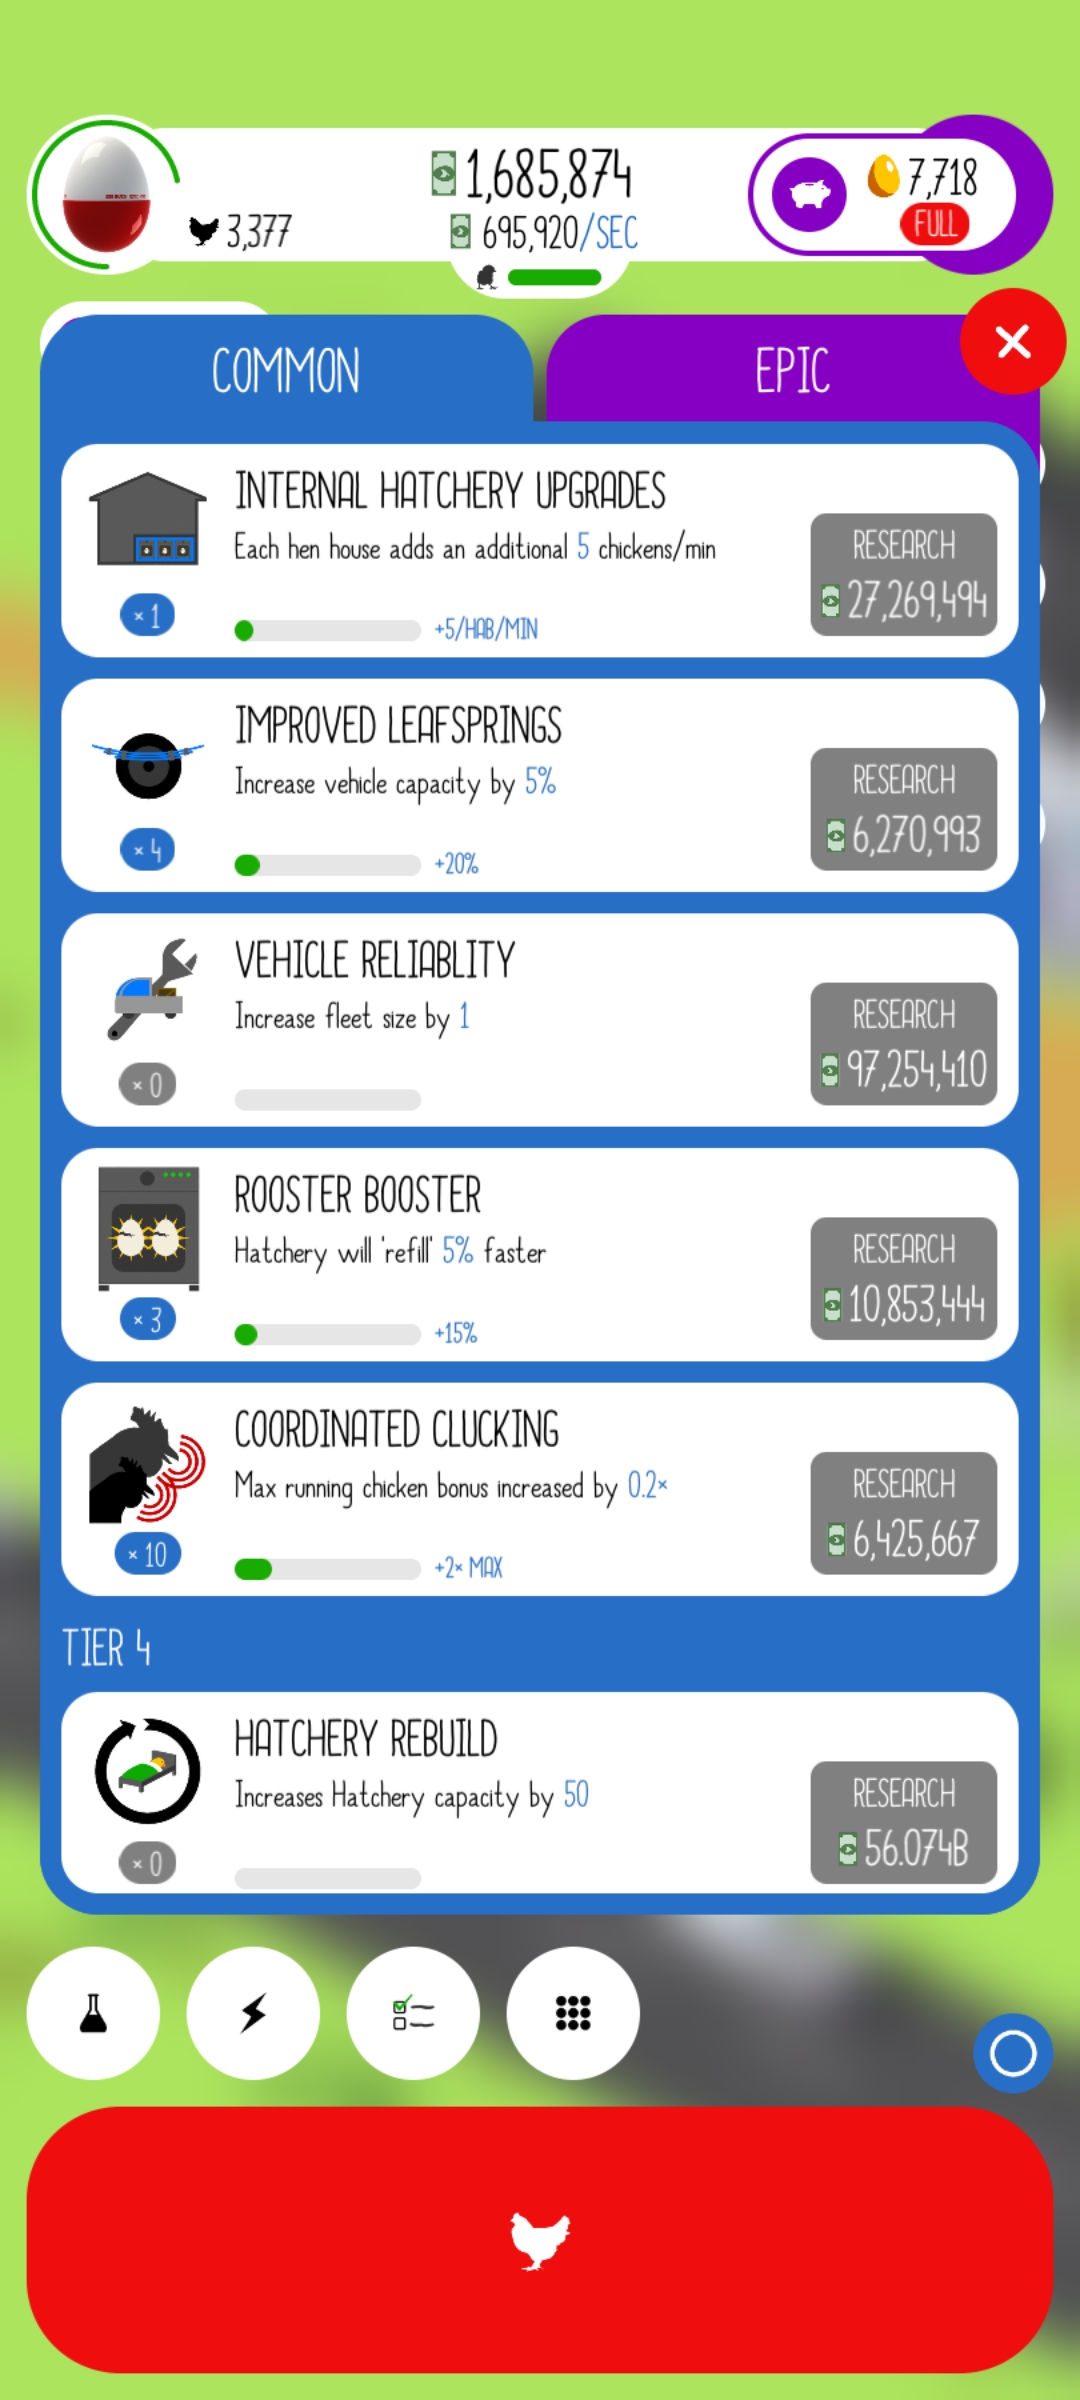 1,685,874
3,377
695,920/SEC
7,718
FULL
COMMON
EPIC
INTERNAL HATCHERY UPGRADES
Each hen house adds an additional 5 chickens/min
× 1
+5/HAB/MIN
RESEARCH
27,269,494
IMPROVED LEAFSPRINGS
Increase vehicle capacity by 5%
× 4
+20%
RESEARCH
6,270,993
VEHICLE RELIABLITY
Increase fleet size by 1
× 0
RESEARCH
97,254,410
ROOSTER BOOSTER
Hatchery will 'refill' 5% faster
× 3
+15%
RESEARCH
10,853,444
COORDINATED CLUCKING
Max running chicken bonus increased by 0.2×
× 10
+2× MAX
RESEARCH
6,425,667
TIER 4
HATCHERY REBUILD
Increases Hatchery capacity by 50
× 0
RESEARCH
56.074B